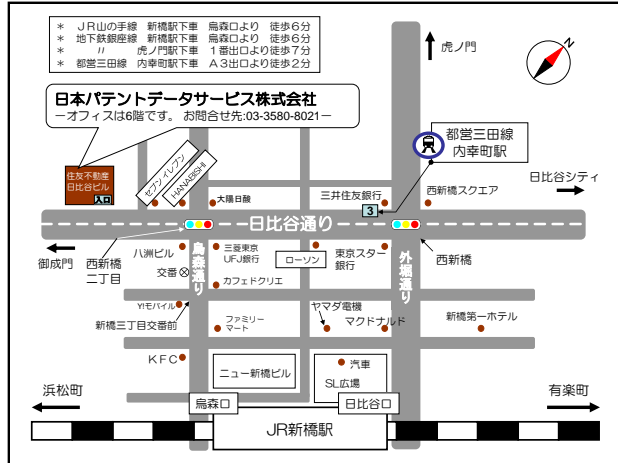 ＊　ＪＲ山の手線　新橋駅下車　烏森口より　徒歩６分
＊　地下鉄銀座線　新橋駅下車　烏森口より　徒歩６分
＊　〃　虎ノ門駅下車　１番出口より徒歩７分
＊　都営三田線　内幸町駅下車　Ａ３出口より徒歩２分
虎ノ門
N
日本パテントデータサービス株式会社
－オフィスは6階です。 お問合せ先:03-3580-8021－
都営三田線
内幸町駅
住友不動産
日比谷ビル
入口
セブンイレブン
HANABISHI
大陽日酸
三井住友銀行
3
西新橋スクエア
日比谷シティ
日比谷通り
御成門
西新橋
二丁目
八洲ビル
交番
烏森通り
三菱東京
UFJ銀行
カフェドクリエ
ローソン
東京スター
銀行
外堀通り
西新橋
Y!モバイル
新橋三丁目交番前
ファミリー
マート
ヤマダ電機
マクドナルド
新橋第一ホテル
ＫＦＣ
ニュー新橋ビル
汽車
SL広場
浜松町
烏森口
日比谷口
有楽町
JR新橋駅